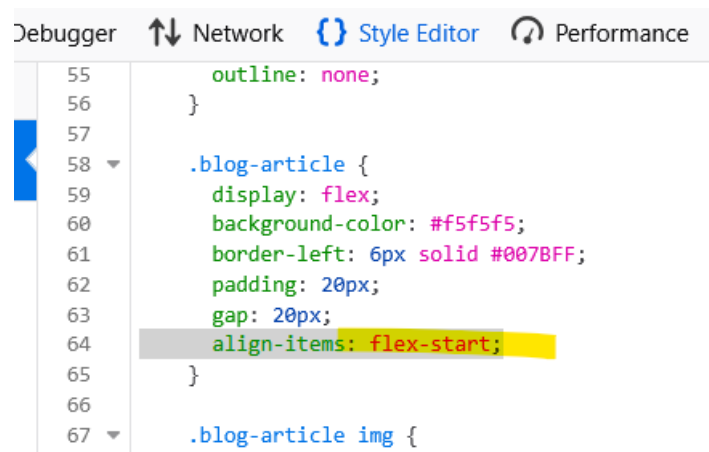 Debugger Network {} Style Editor Performance
55 outline: none;
56 }
57
58 .blog-article {
59 display: flex;
60 background-color: #f5f5f5;
61 border-left: 6px solid #007BFF;
62 padding: 20px;
63 gap: 20px;
64 align-items: flex-start;
65 }
66
67 .blog-article img {